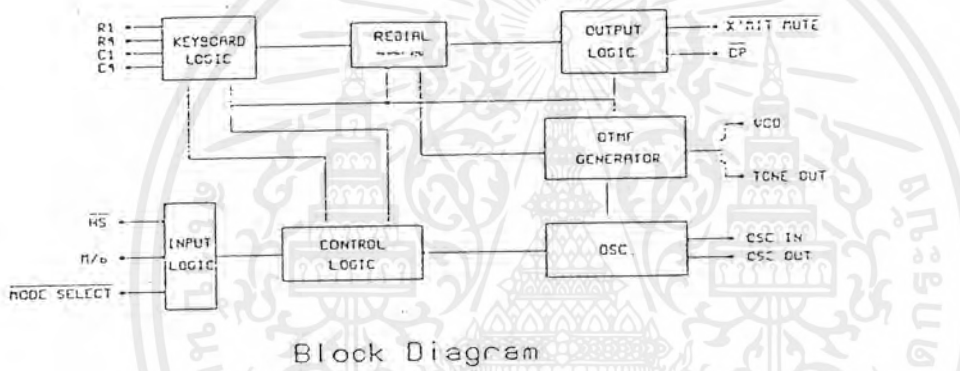 R1
R4
C1
C4
KEYBOARD
LOGIC
REDIAL
OUTPUT
LOGIC
X'MIT MUTE
DP
DTMF
GENERATOR
VCO
TONE OUT
HS
M/B
MODE SELECT
INPUT
LOGIC
CONTROL
LOGIC
OSC.
OSC IN
OSC OUT
Block Diagram